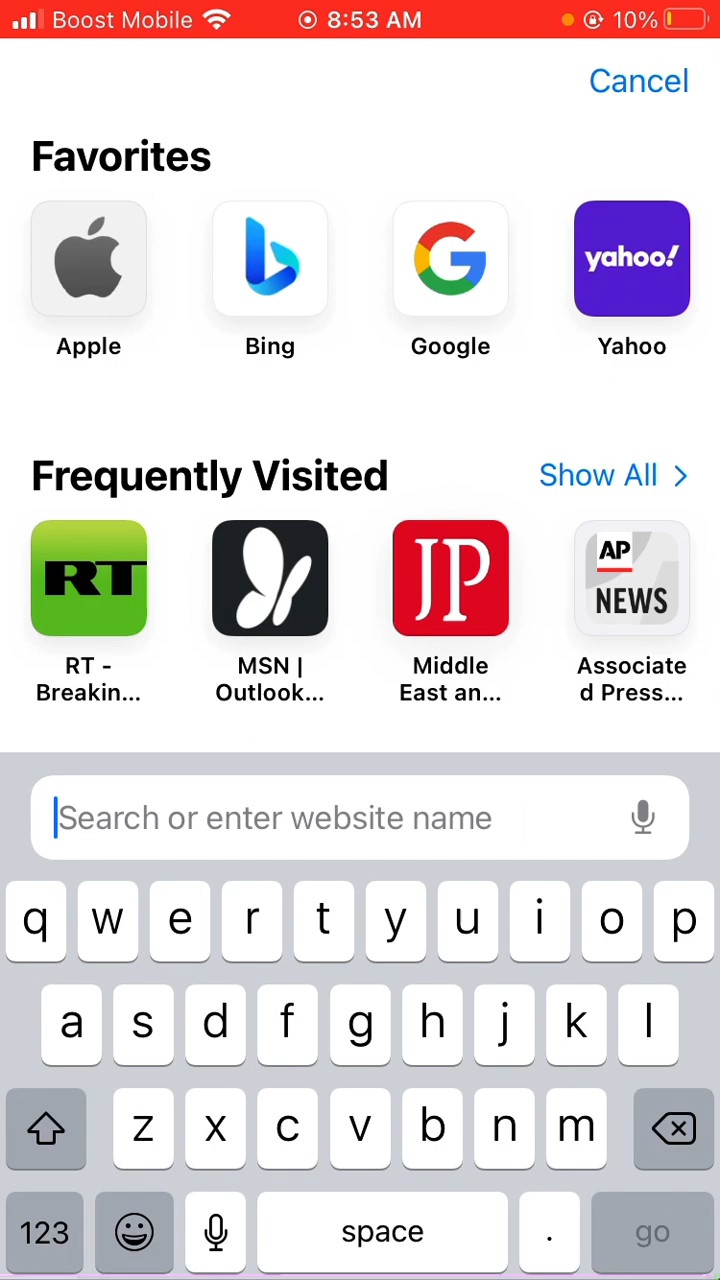 Boost Mobile 8:53 AM 10%
Cancel
Favorites
yahoo!
Apple Bing Google Yahoo
Frequently Visited Show All
RT JP AP
NEWS
RT - MSN | Middle Associate
Breakin... Outlook... East an... d Press...
Search or enter website name
q w e r t y u i o p
a s d f g h j k l
z x c v b n m
123 space . go